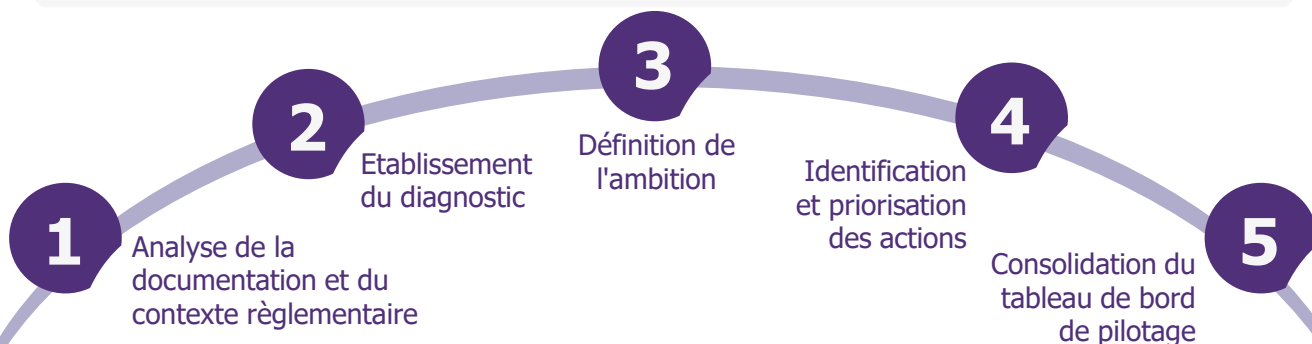 1
Analyse de la
documentation et du
contexte règlementaire
2
Etablissement
du diagnostic
3
Définition de
l'ambition
4
Identification
et priorisation
des actions
5
Consolidation du
tableau de bord
de pilotage